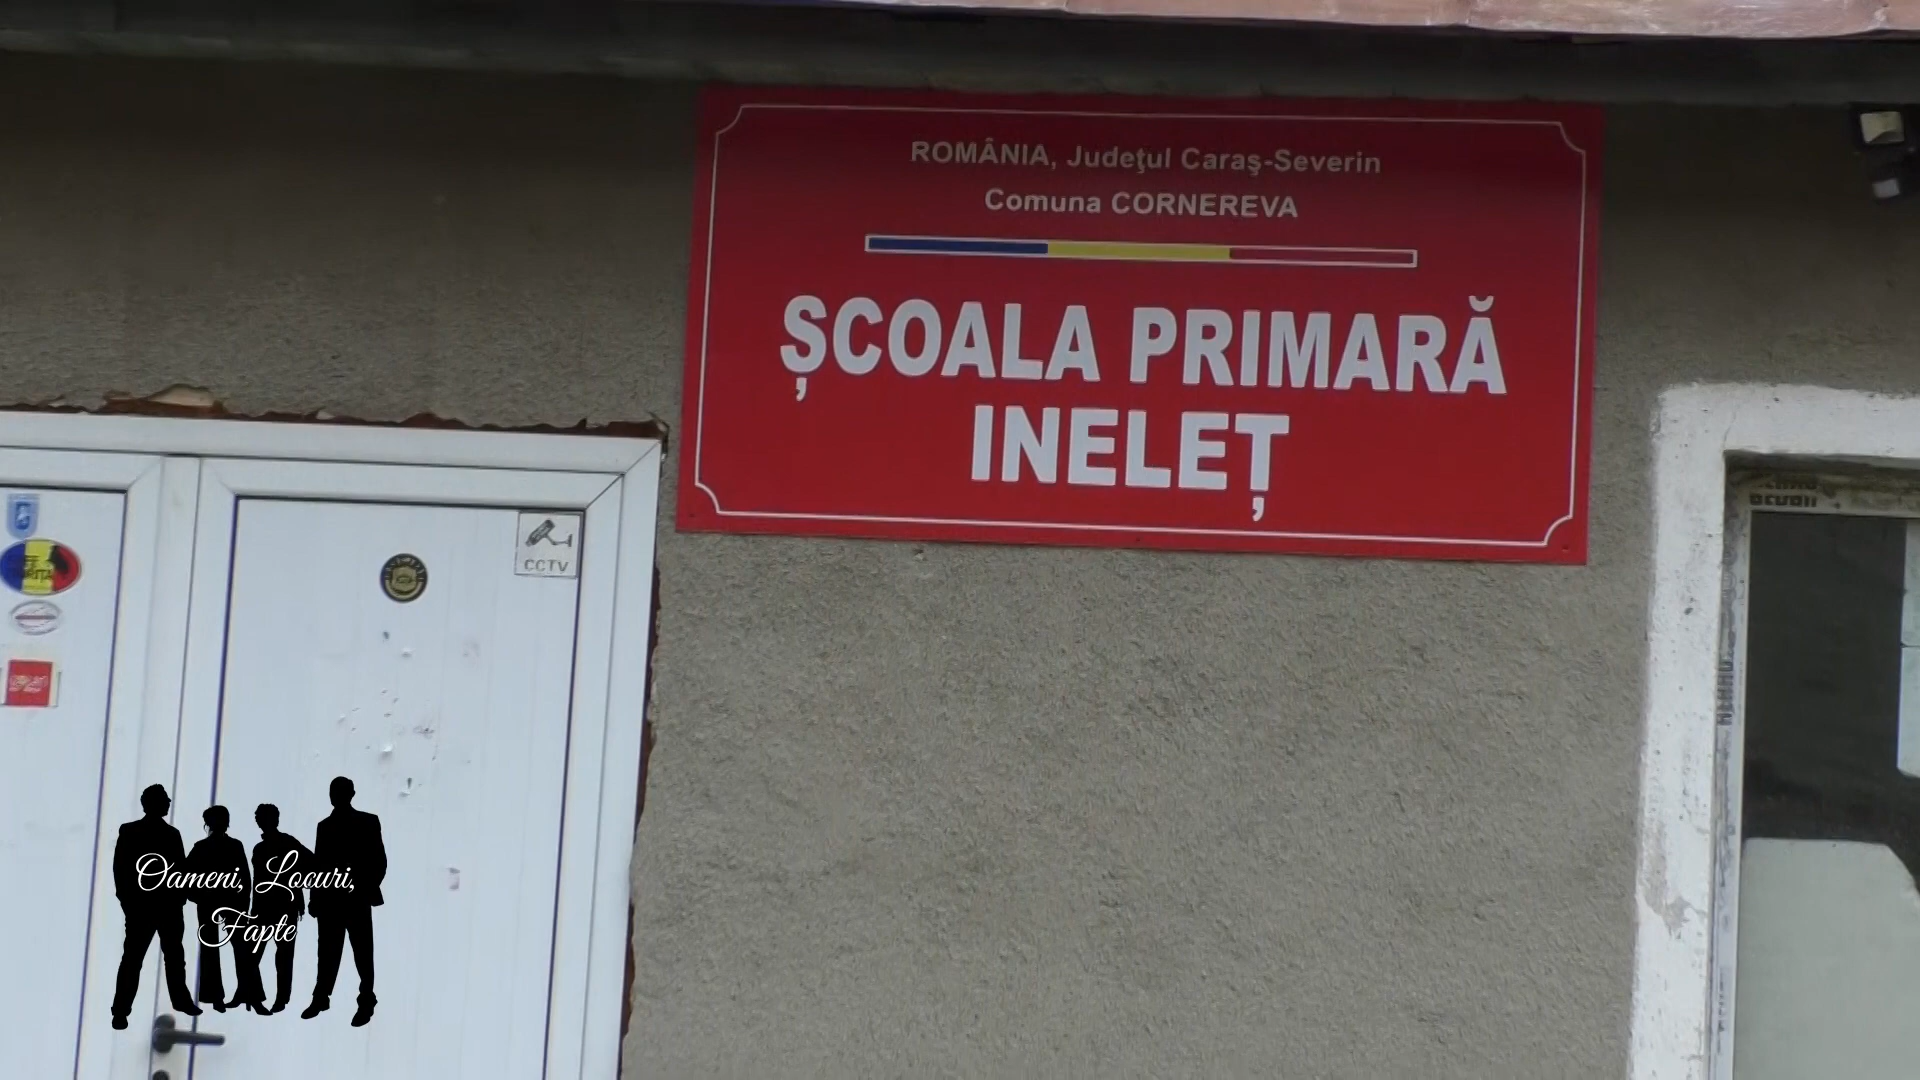 ROMÂNIA, Judeţul Caraş-Severin
Comuna CORNEREVA
ȘCOALA PRIMARĂ
INELEȚ
CCTV
Oameni, Locuri,
Fapte